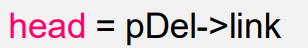 head = pDel->link